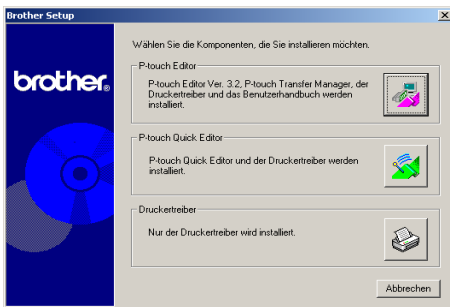 Brother Setup
brother®
Wählen Sie die Komponenten, die Sie installieren möchten.
P-touch Editor
P-touch Editor Ver. 3.2, P-touch Transfer Manager, der
Druckertreiber und das Benutzerhandbuch werden
installiert.
P-touch Quick Editor
P-touch Quick Editor und der Druckertreiber werden
installiert.
Druckertreiber
Nur der Druckertreiber wird installiert.
Abbrechen